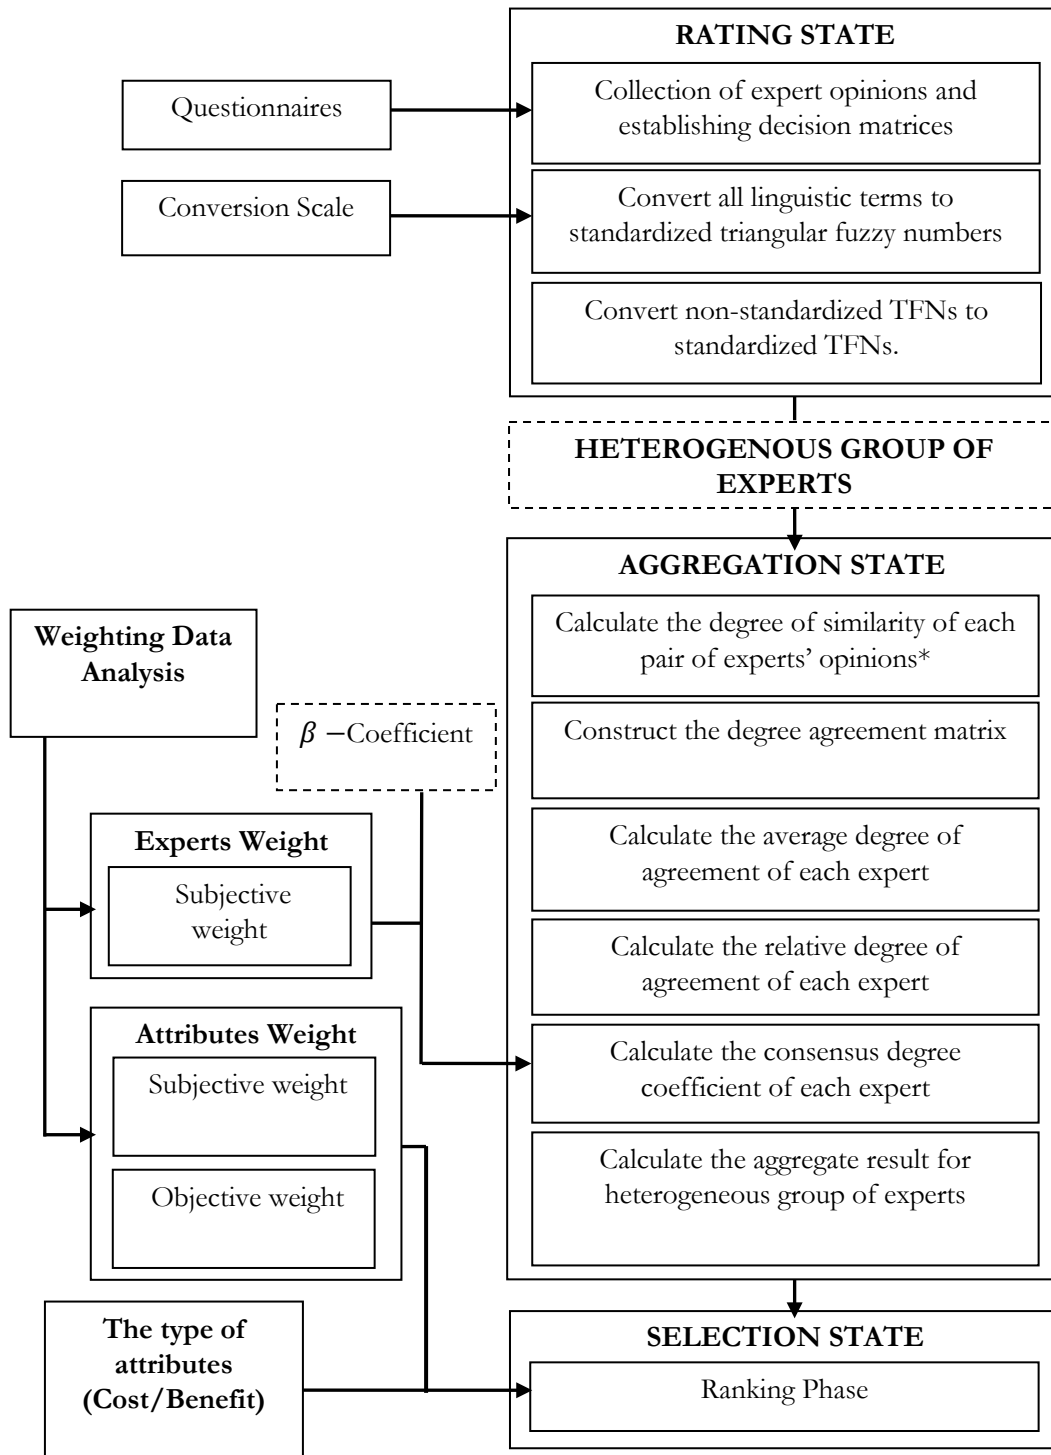 RATING STATE
Questionnaires
Collection of expert opinions and
establishing decision matrices
Conversion Scale
Convert all linguistic terms to
standardized triangular fuzzy numbers
Convert non-standardized TFNs to
standardized TFNs.
HETEROGENOUS GROUP OF
EXPERTS
AGGREGATION STATE
Weighting Data
Analysis
Calculate the degree of similarity of each
pair of experts’ opinions*
β −Coefficient
Construct the degree agreement matrix
Experts Weight
Subjective
weight
Calculate the average degree of
agreement of each expert
Calculate the relative degree of
agreement of each expert
Attributes Weight
Subjective weight
Objective weight
Calculate the consensus degree
coefficient of each expert
Calculate the aggregate result for
heterogeneous group of experts
The type of
attributes
(Cost/Benefit)
SELECTION STATE
Ranking Phase